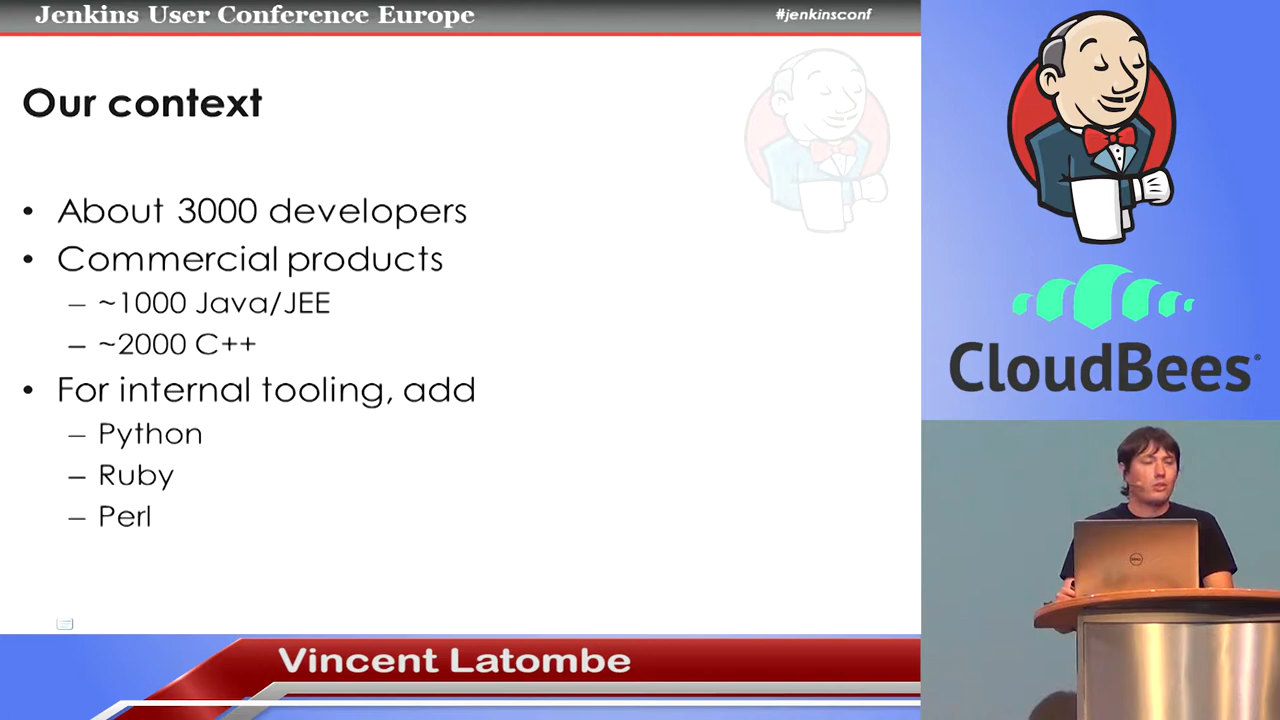 Jenkins User Conference Europe
#jenkinsconf
Our context
• About 3000 developers
• Commercial products
– ~1000 Java/JEE
– ~2000 C++
• For internal tooling, add
– Python
– Ruby
– Perl
CloudBees
DELL
Vincent Latombe